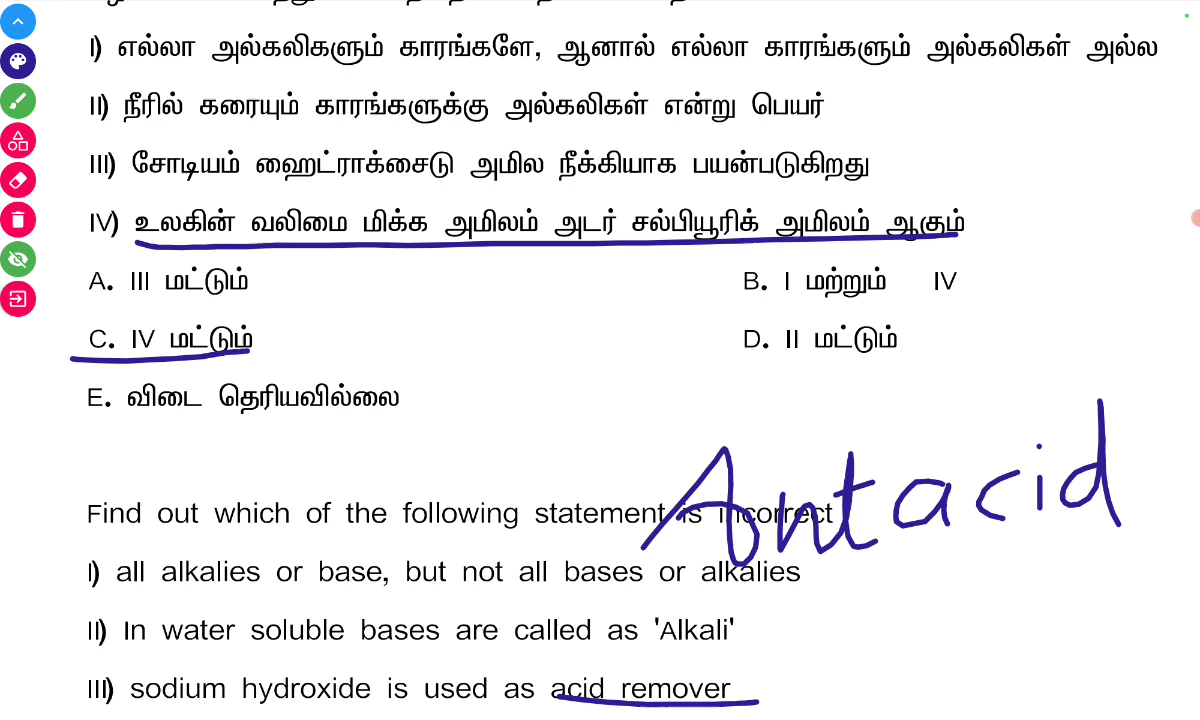 I) எல்லா அல்கலிகளும் காரங்களே, ஆனால் எல்லா காரங்களும் அல்கலிகள் அல்ல
II) நீரில் கரையும் காரங்களுக்கு அல்கலிகள் என்று பெயர்
III) சோடியம் ஹைட்ராக்சைடு அமில நீக்கியாக பயன்படுகிறது
IV) உலகின் வலிமை மிக்க அமிலம் அடர் சல்பியூரிக் அமிலம் ஆகும்
A. III மட்டும் B. I மற்றும் IV
C. IV மட்டும் D. II மட்டும்
E. விடை தெரியவில்லை
Antacid
Find out which of the following statement is incorrect
I) all alkalies or base, but not all bases or alkalies
II) In water soluble bases are called as 'Alkali'
III) sodium hydroxide is used as acid remover